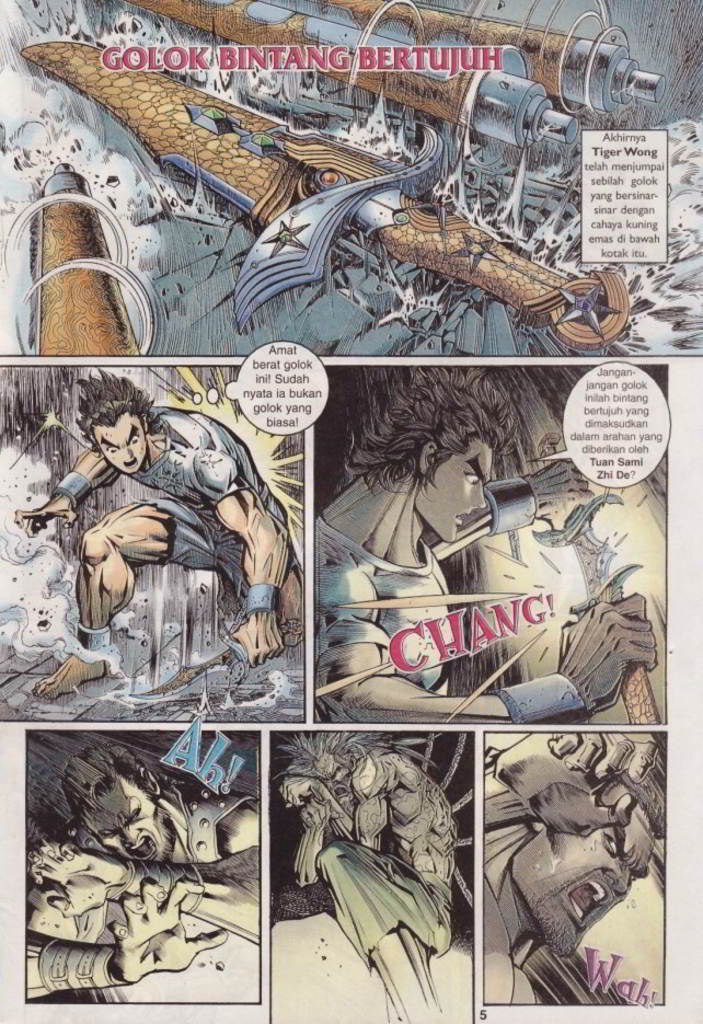 GOLOK BINTANG BERTUJUH
Akhirnya
Tiger Wong
telah menjumpai
sebilah golok
yang bersinar-
sinar dengan
cahaya kuning
emas di bawah
kotak itu.
Amat
berat golok
ini! Sudah
nyata ia bukan
golok yang
biasa!
Jangan-
jangan golok
inilah bintang
bertujuh yang
dimaksudkan
dalam arahan yang
diberikan oleh
Tuan Sami
Zhi De?
CHANG!
Ah!
Wah!
5